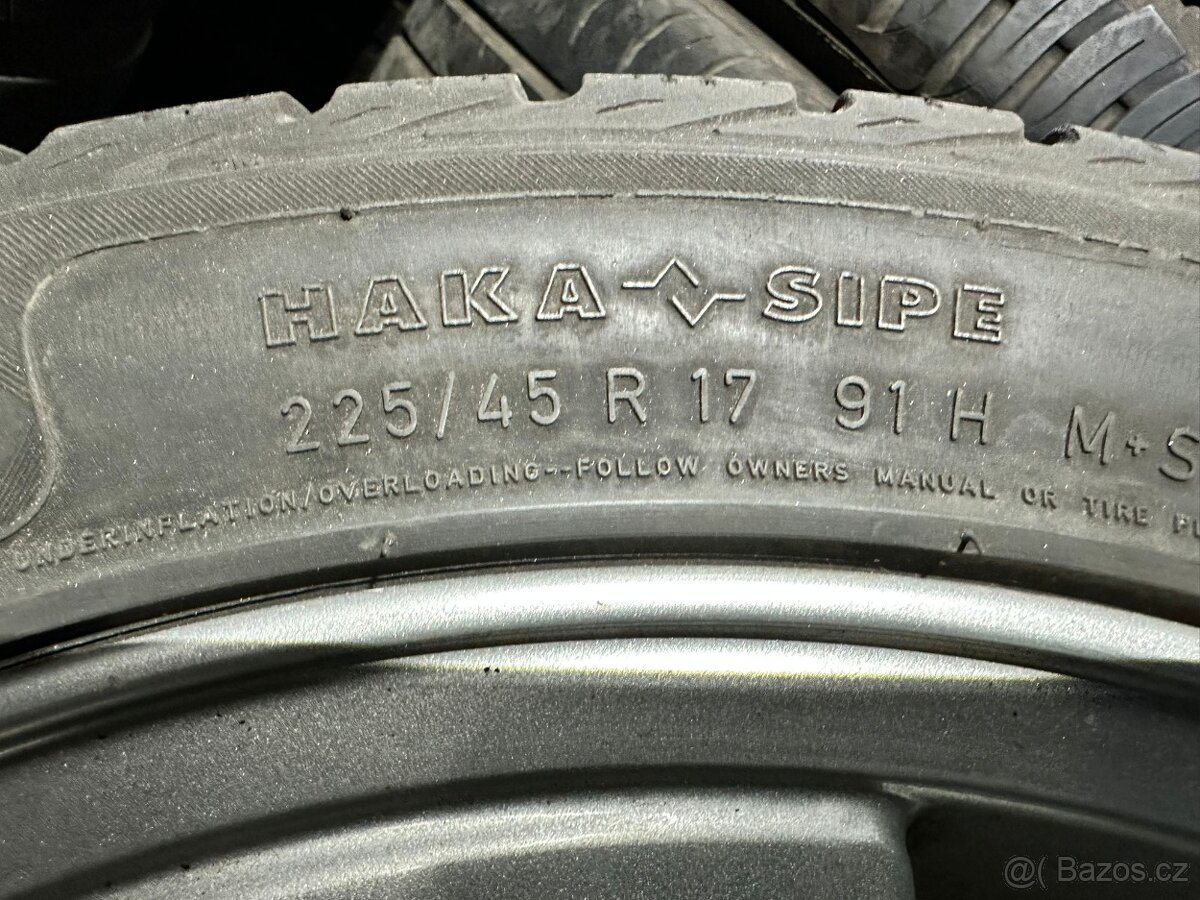 HAKA SIPE
225/45 R 17 91 H M+S
UNDERINFLATION/OVERLOADING--FOLLOW OWNERS MANUAL OR TIRE
@( Bazos.cz